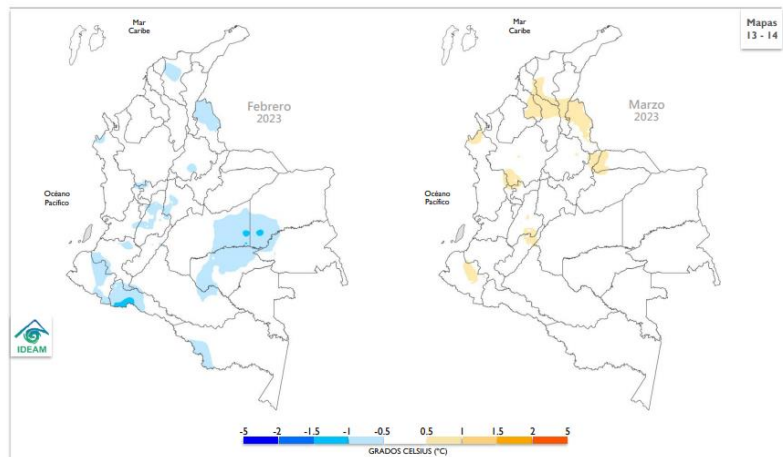 Mar
Caribe
Mapas
13 - 14
Febrero
2023
Marzo
2023
Océano
Pacífico
Océano
Pacífico
Mar
Caribe
IDEAM
-5 -2 -1.5 -1 -0.5 0.5 1 1.5 2 5
GRADOS CELSIUS (°C)